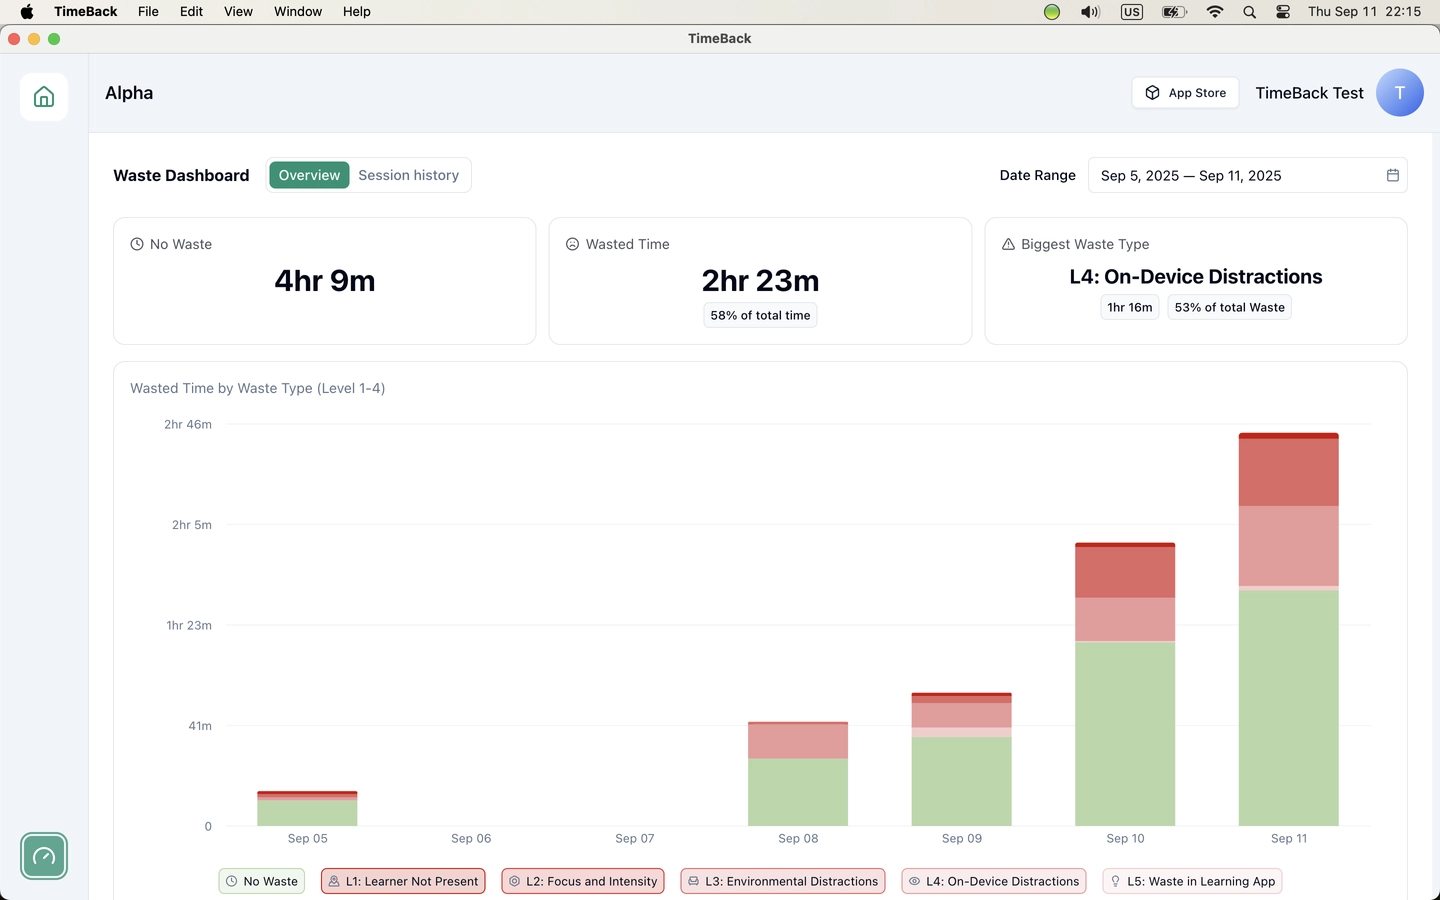 TimeBack File Edit View Window Help US Thu Sep 11 22:15
TimeBack
Alpha
App Store
TimeBack Test
T
Waste Dashboard
Overview
Session history
Date Range
Sep 5, 2025 — Sep 11, 2025
No Waste
4hr 9m
Wasted Time
2hr 23m
58% of total time
Biggest Waste Type
L4: On-Device Distractions
1hr 16m
53% of total Waste
Wasted Time by Waste Type (Level 1-4)
2hr 46m
2hr 5m
1hr 23m
41m
0
Sep 05 Sep 06 Sep 07 Sep 08 Sep 09 Sep 10 Sep 11
No Waste
L1: Learner Not Present
L2: Focus and Intensity
L3: Environmental Distractions
L4: On-Device Distractions
L5: Waste in Learning App